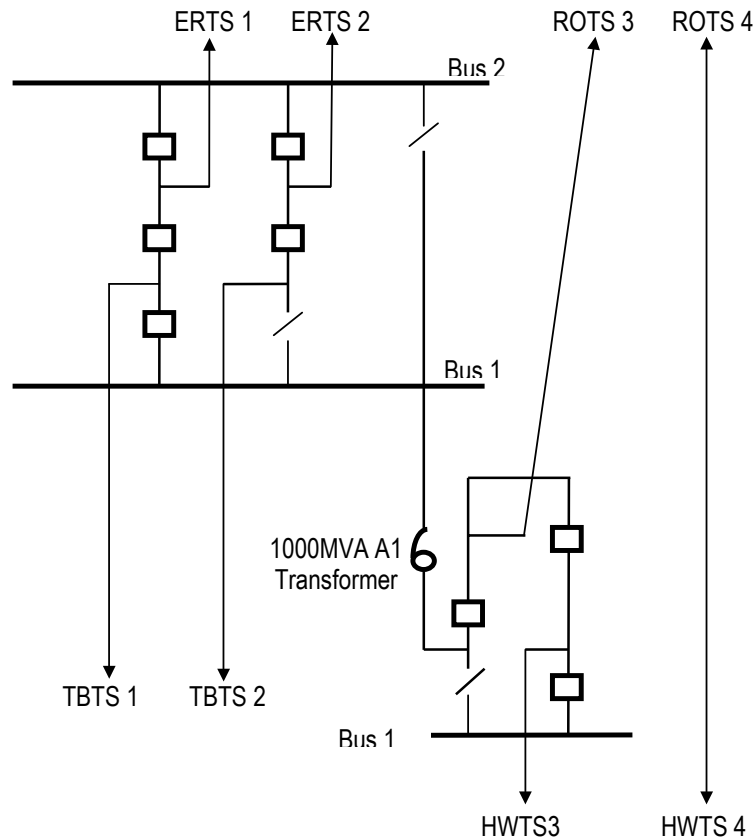 ERTS 1
ERTS 2
ROTS 3
ROTS 4
Bus 2
Bus 1
1000MVA A1
Transformer
TBTS 1
TBTS 2
Bus 1
HWTS3
HWTS 4